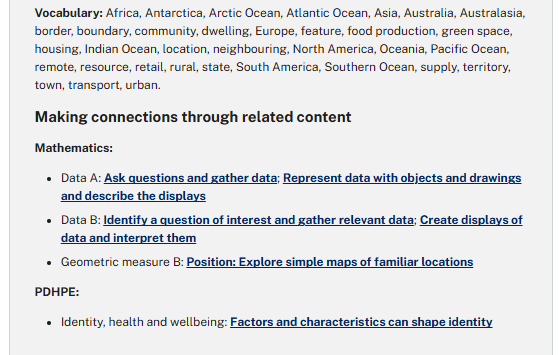 Vocabulary: Africa, Antarctica, Arctic Ocean, Atlantic Ocean, Asia, Australia, Australasia,
border, boundary, community, dwelling, Europe, feature, food production, green space,
housing, Indian Ocean, location, neighbouring, North America, Oceania, Pacific Ocean,
remote, resource, retail, rural, state, South America, Southern Ocean, supply, territory,
town, transport, urban.
Making connections through related content
Mathematics:
• Data A: Ask questions and gather data; Represent data with objects and drawings
and describe the displays
• Data B: Identify a question of interest and gather relevant data; Create displays of
data and interpret them
• Geometric measure B: Position: Explore simple maps of familiar locations
PDHPE:
• Identity, health and wellbeing: Factors and characteristics can shape identity